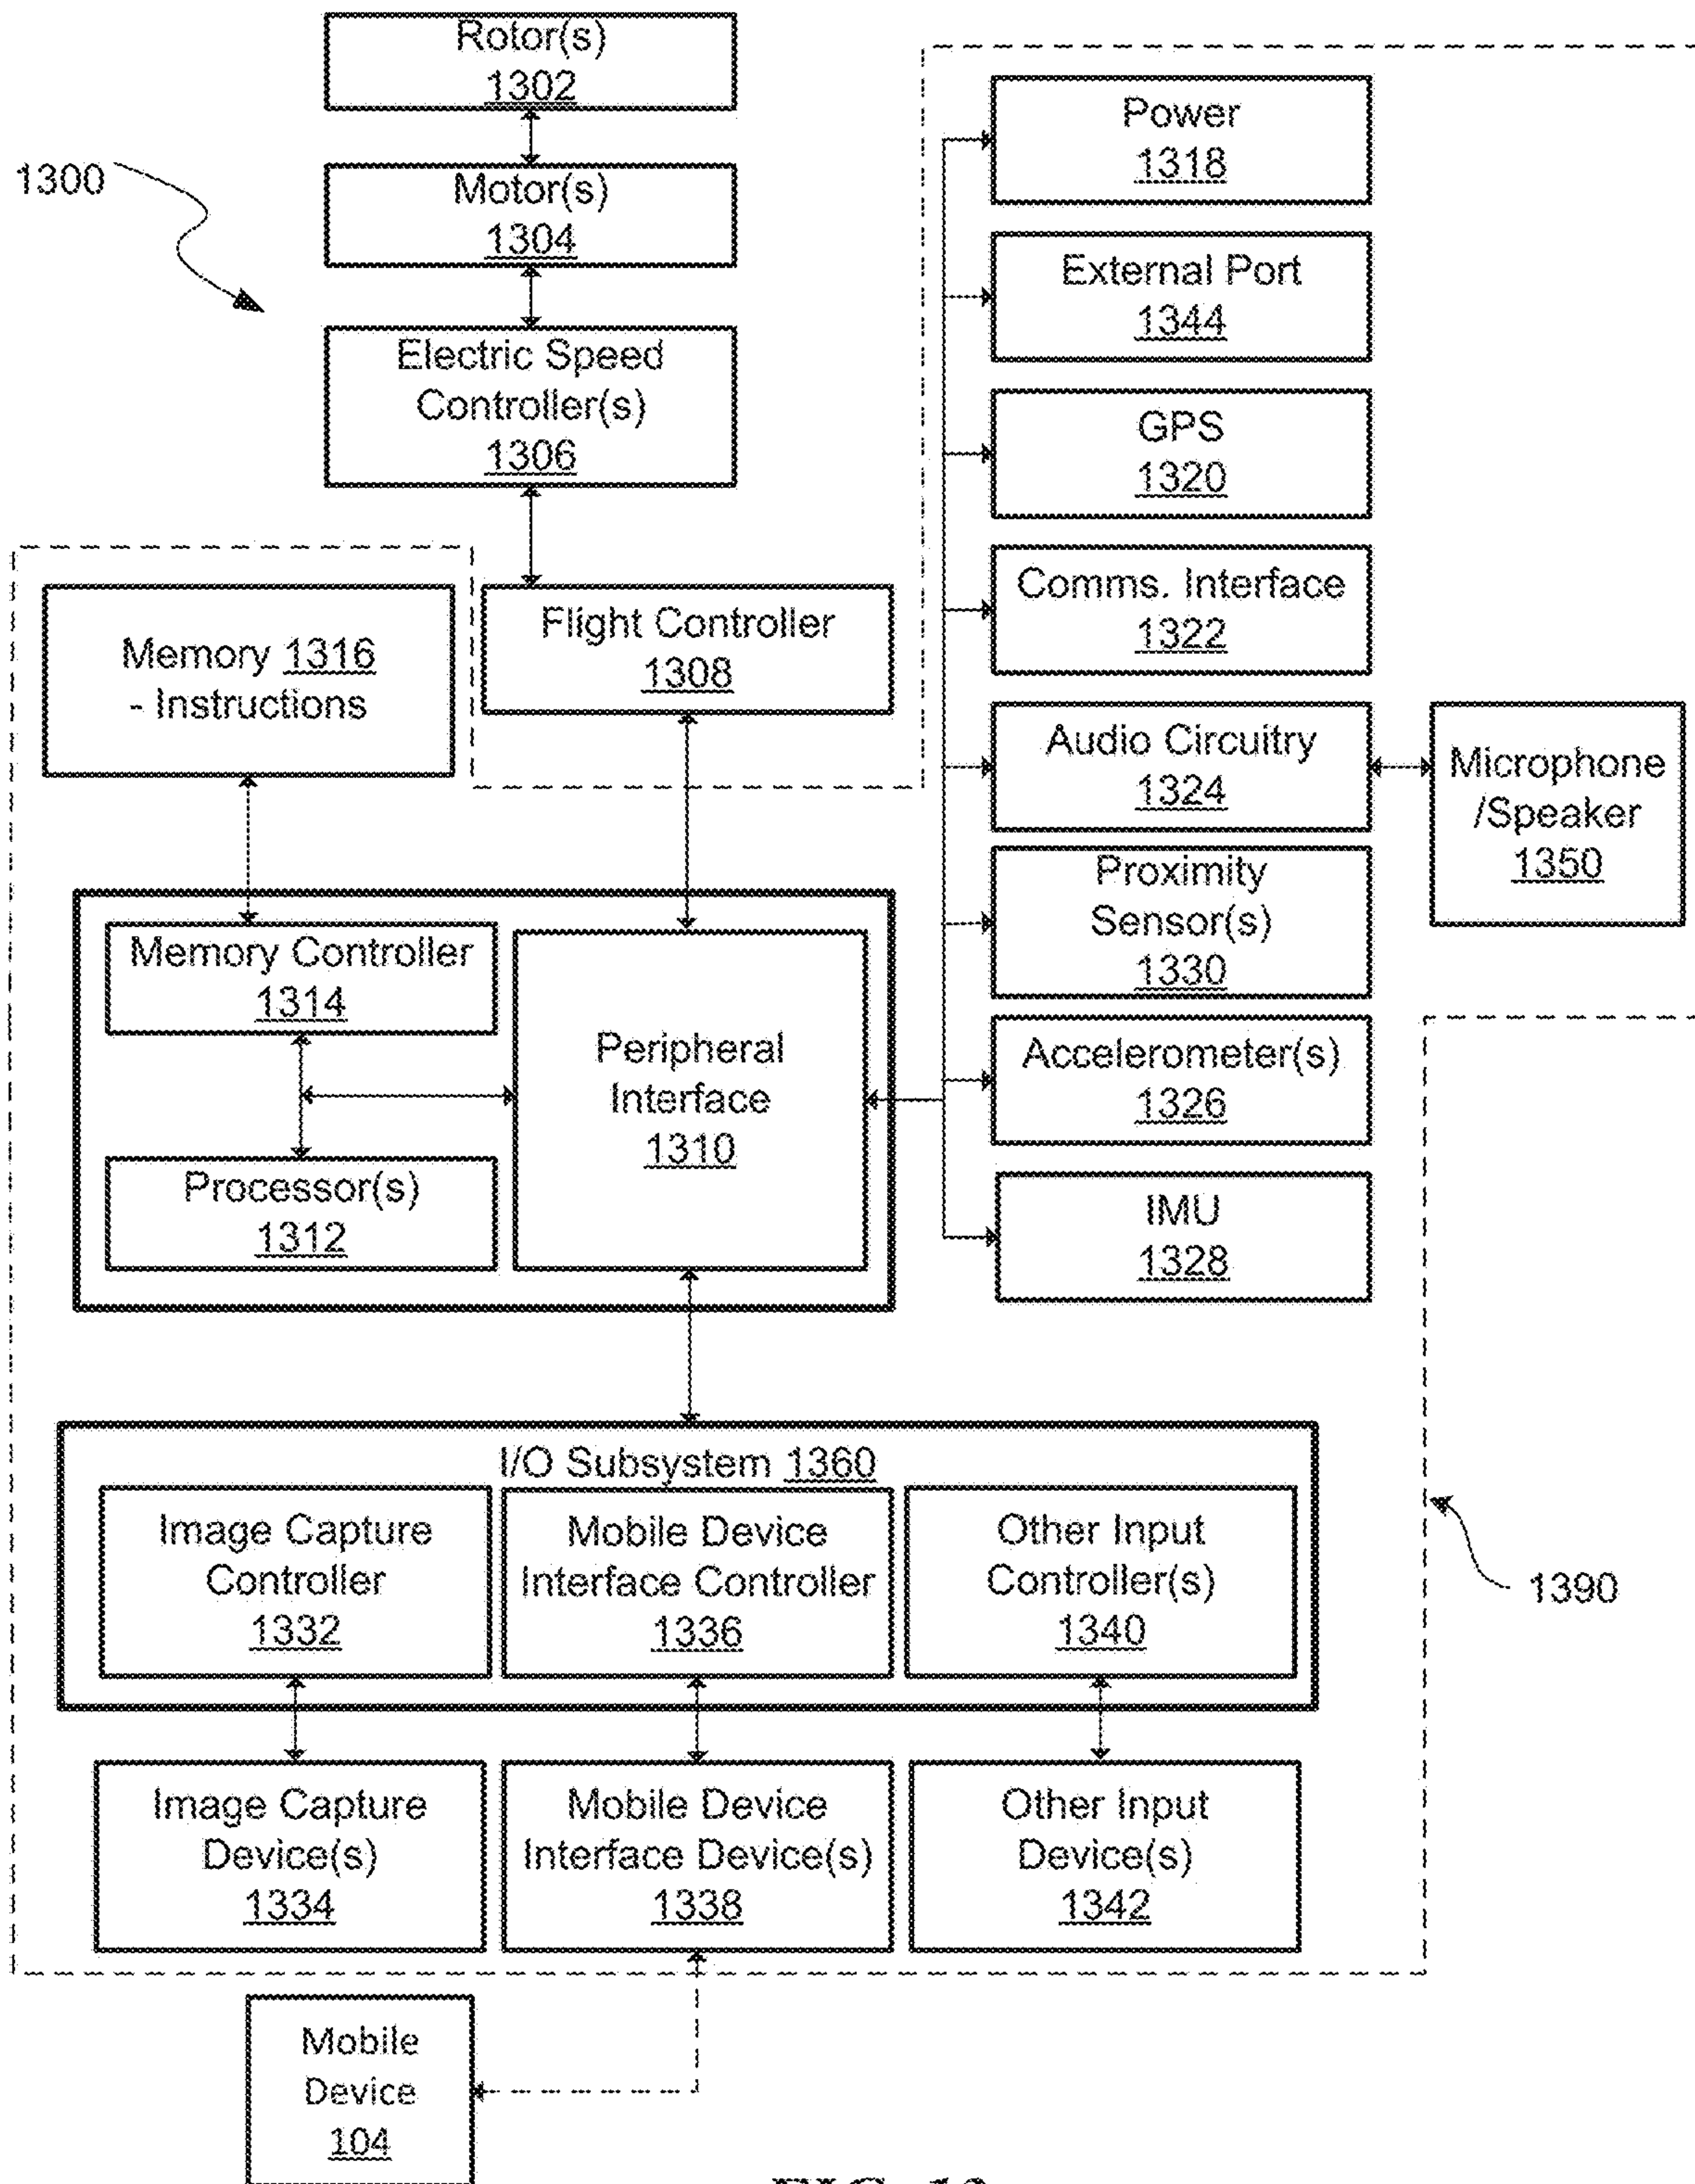 Rotor(s)
1302
1300
Motor(s)
1304
Electric Speed
Controller(s)
1306
Memory 1316
- Instructions
Flight Controller
1308
Power
1318
External Port
1344
GPS
1320
Comms. Interface
1322
Audio Circuitry
1324
Microphone
/Speaker
1350
Proximity
Sensor(s)
1330
Accelerometer(s)
1326
IMU
1328
Memory Controller
1314
Peripheral
Interface
1310
Processor(s)
1312
I/O Subsystem 1360
Image Capture
Controller
1332
Mobile Device
Interface Controller
1336
Other Input
Controller(s)
1340
1390
Image Capture
Device(s)
1334
Mobile Device
Interface Device(s)
1338
Other Input
Device(s)
1342
Mobile
Device
104